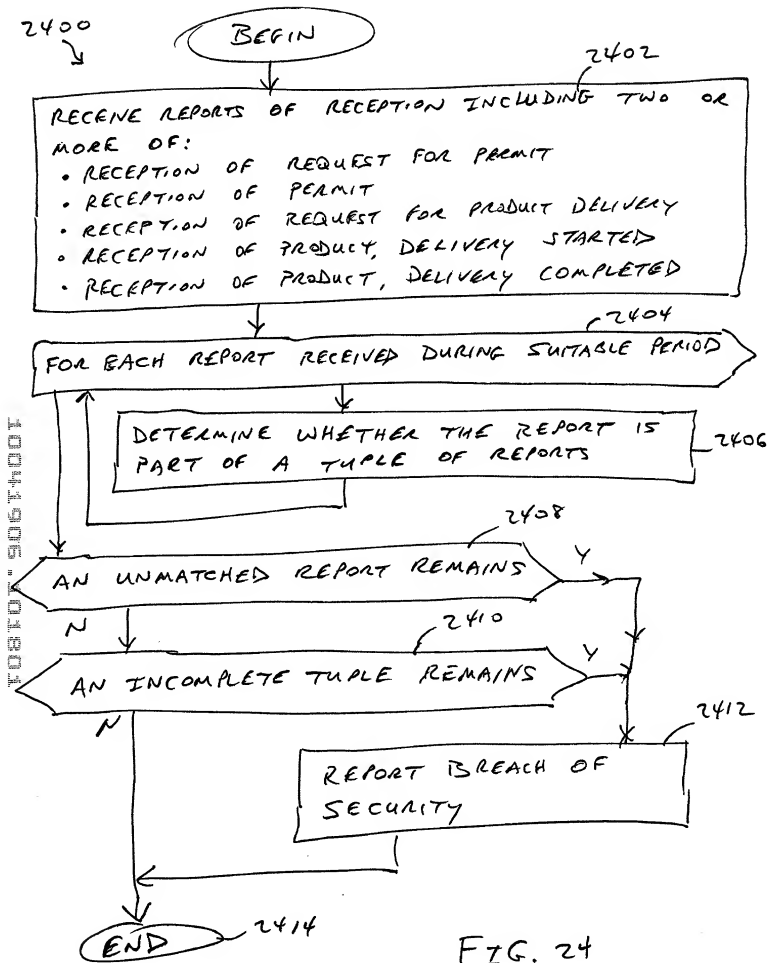 2400
BEGIN
2402
RECEIVE REPORTS OF RECEPTION INCLUDING TWO OR
MORE OF:
• RECEPTION OF REQUEST FOR PERMIT
• RECEPTION OF PERMIT
• RECEPTION OF REQUEST FOR PRODUCT DELIVERY
• RECEPTION OF PRODUCT, DELIVERY STARTED
• RECEPTION OF PRODUCT, DELIVERY COMPLETED
2404
FOR EACH REPORT RECEIVED DURING SUITABLE PERIOD
DETERMINE WHETHER THE REPORT IS
PART OF A TUPLE OF REPORTS
2406
2408
AN UNMATCHED REPORT REMAINS
Y
N
2410
AN INCOMPLETE TUPLE REMAINS
Y
N
2412
REPORT BREACH OF
SECURITY
END
2414
FIG. 24
10041906.101801